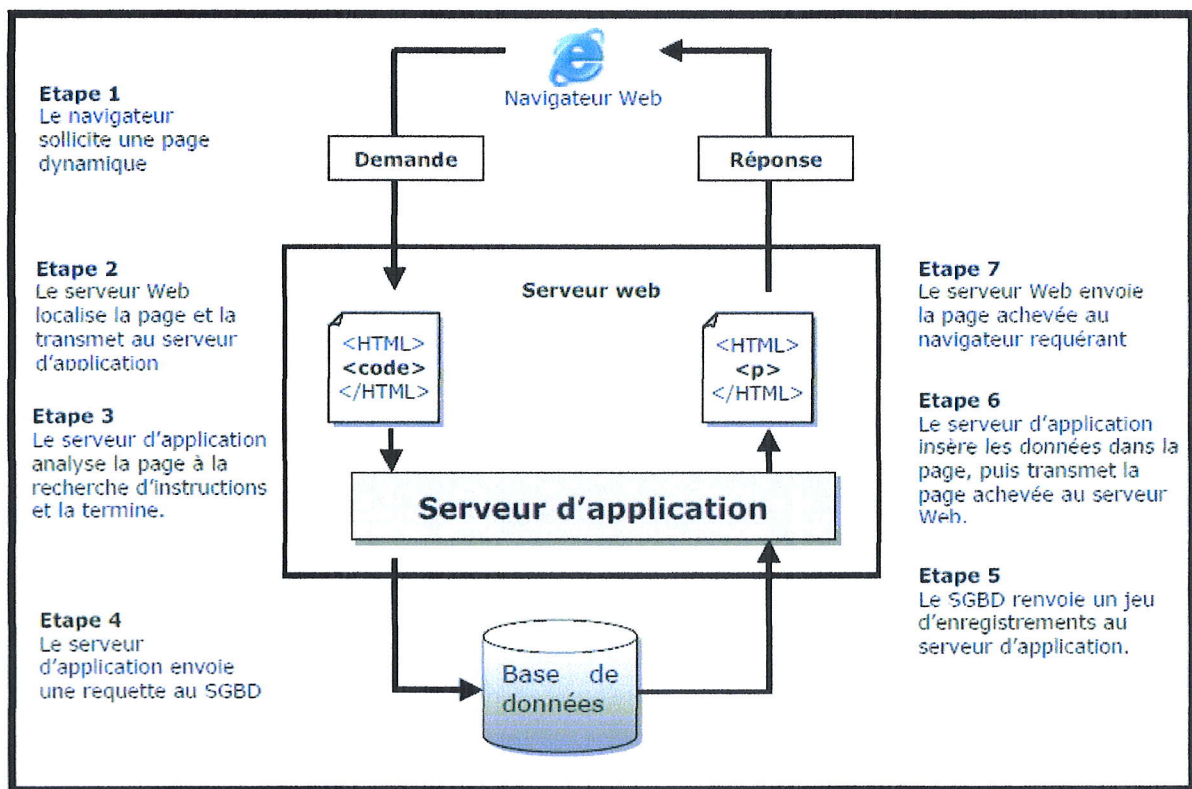 Navigateur Web
Etape 1
Le navigateur
sollicite une page
dynamique
Demande
Réponse
Etape 2
Le serveur Web
localise la page et la
transmet au serveur
d'application
Serveur web
<HTML>
<code>
</HTML>
<HTML>
<p>
</HTML>
Etape 7
Le serveur Web envoie
la page achevée au
navigateur requérant
Etape 3
Le serveur d'application
analyse la page à la
recherche d'instructions
et la termine.
Etape 6
Le serveur d'application
insère les données dans la
page, puis transmet la
page achevée au serveur
Web.
Serveur d'application
Etape 4
Le serveur
d'application envoie
une requette au SGBD
Base de
données
Etape 5
Le SGBD renvoie un jeu
d'enregistrements au
serveur d'application.